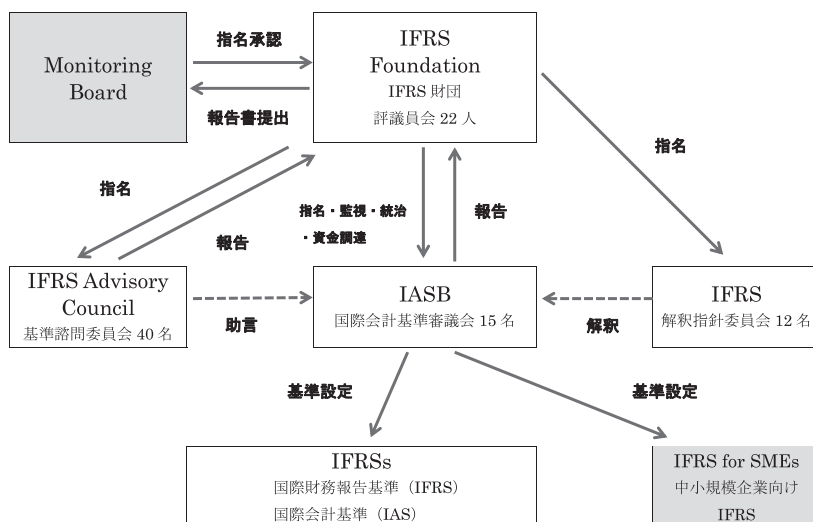 Monitoring
Board
指名承認
報告書提出
IFRS
Foundation
IFRS 財団
評議員会 22 人
指名
報告
指名・監視・統治
・資金調達
報告
指名
IFRS Advisory
Council
基準諮問委員会 40 名
助言
IASB
国際会計基準審議会 15 名
解釈
IFRS
解釈指針委員会 12 名
基準設定
基準設定
IFRSs
国際財務報告基準（IFRS）
国際会計基準（IAS）
IFRS for SMEs
中小規模企業向け
IFRS